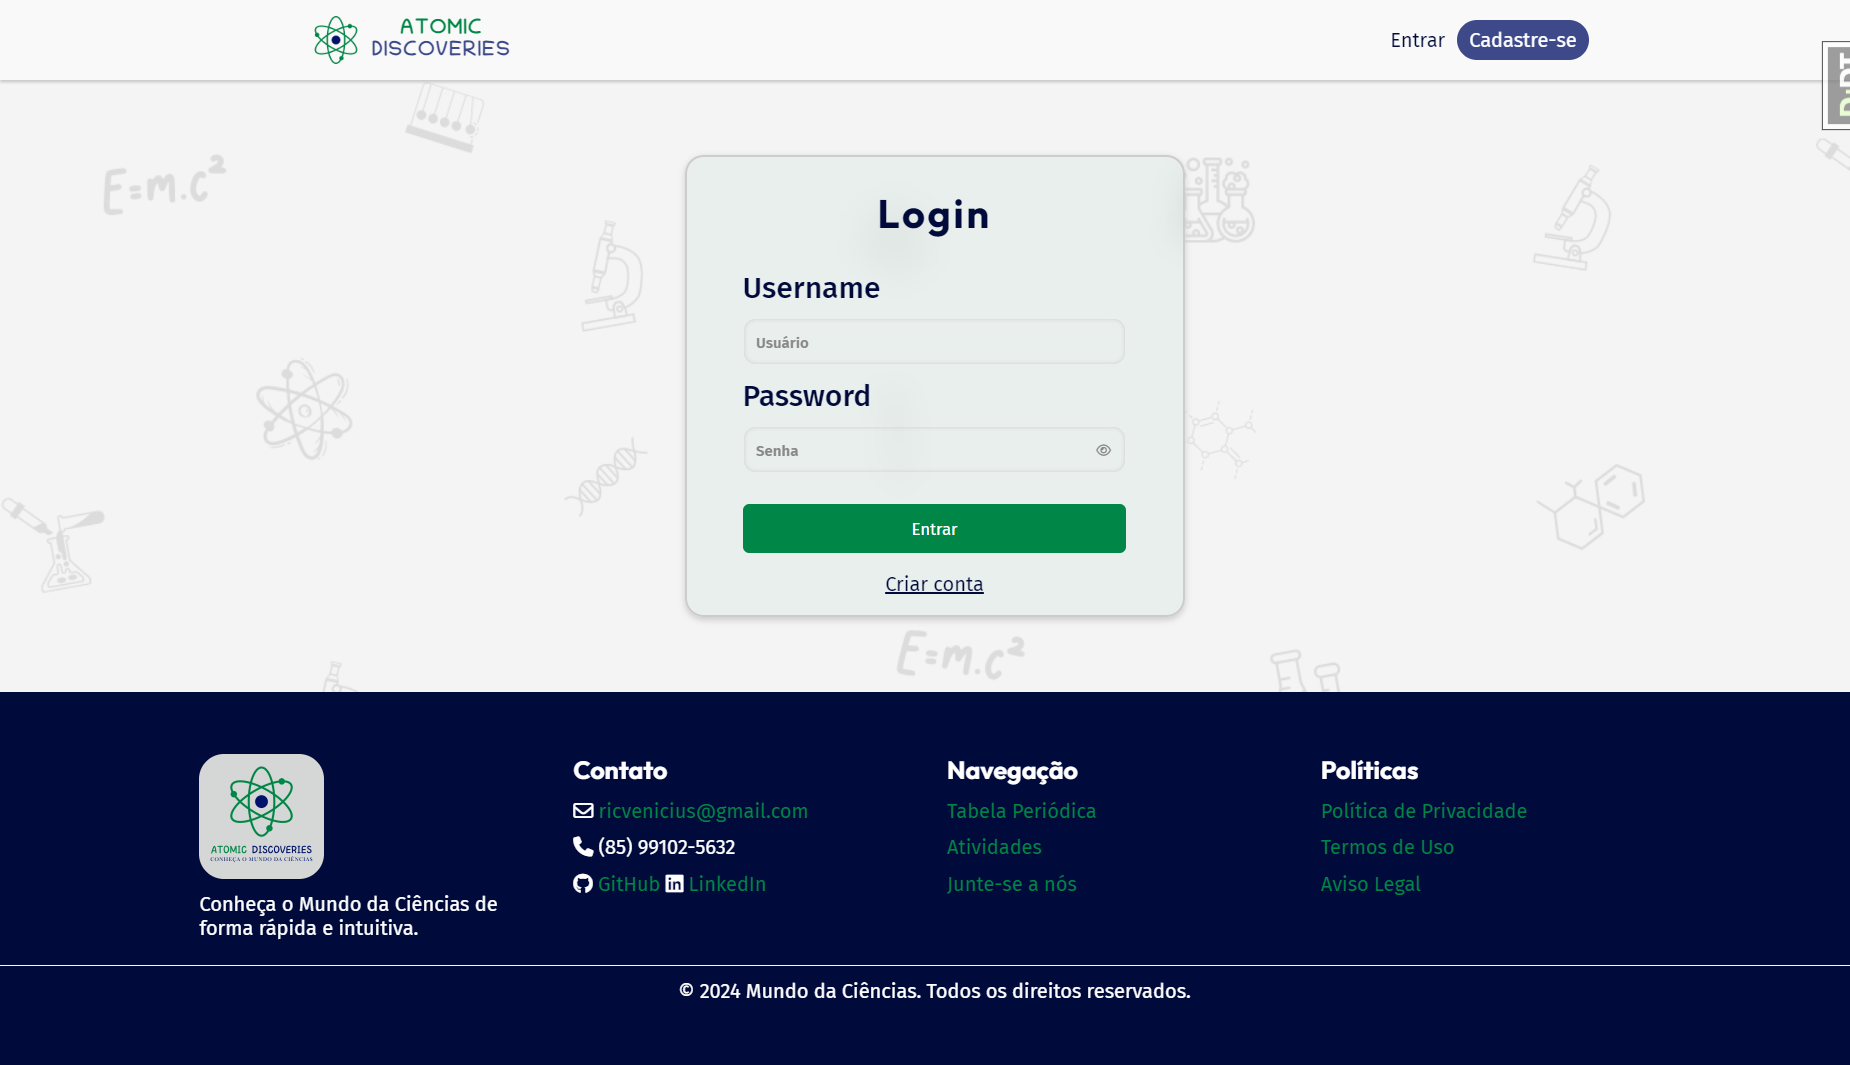 ATOMIC
DISCOVERIES
Entrar
Cadastre-se
DjDT
E=m.c²
Login
Username
Usuário
Password
Senha
Entrar
Criar conta
E=m.c²
ATOMIC DISCOVERIES
CONHEÇA O MUNDO DA CIÊNCIAS
Conheça o Mundo da Ciências de
forma rápida e intuitiva.
Contato
ricvenicius@gmail.com
(85) 99102-5632
GitHub LinkedIn
Navegação
Tabela Periódica
Atividades
Junte-se a nós
Políticas
Política de Privacidade
Termos de Uso
Aviso Legal
© 2024 Mundo da Ciências. Todos os direitos reservados.